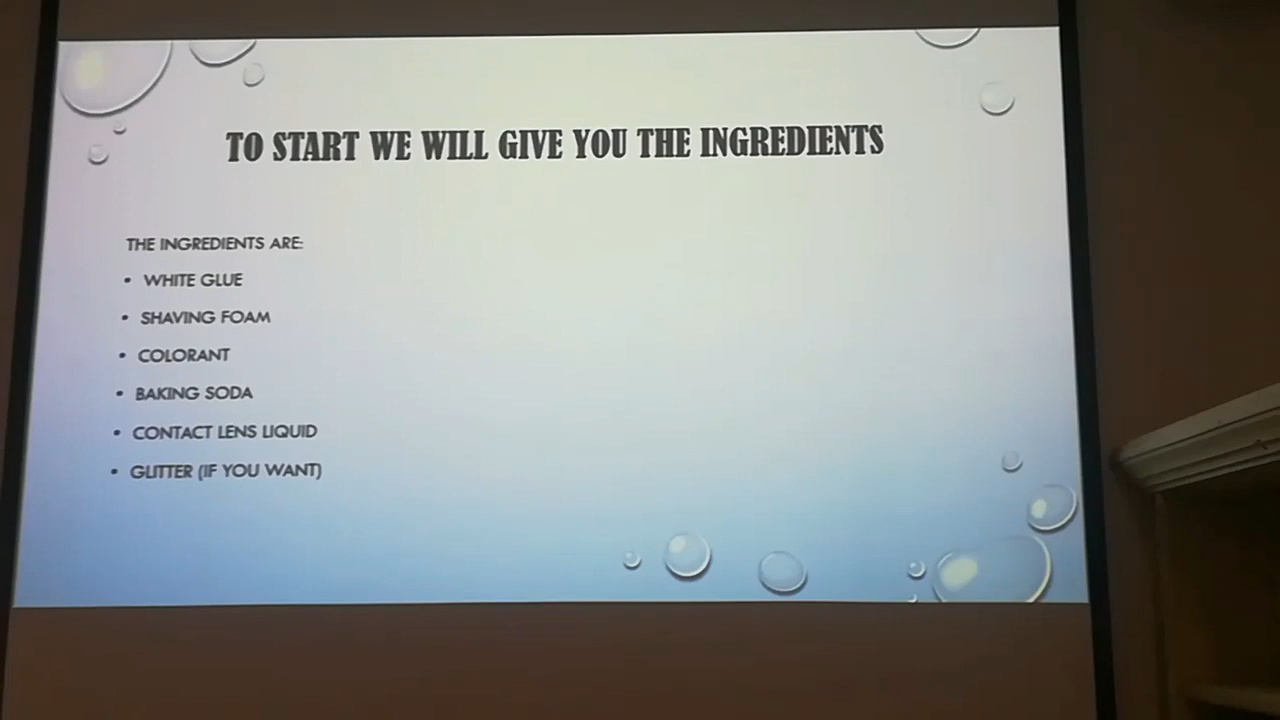 TO START WE WILL GIVE YOU THE INGREDIENTS
THE INGREDIENTS ARE:
• WHITE GLUE
• SHAVING FOAM
• COLORANT
• BAKING SODA
• CONTACT LENS LIQUID
• GLITTER (IF YOU WANT)